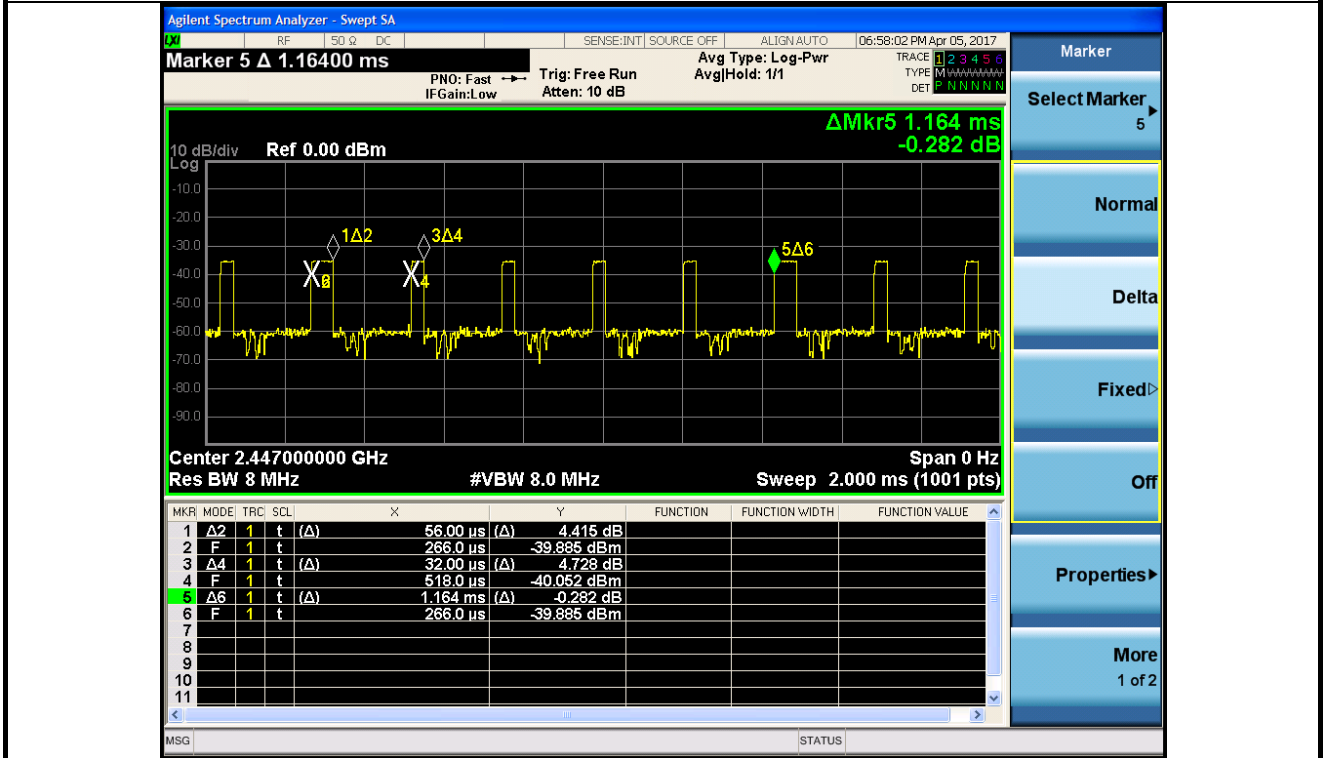 Agilent Spectrum Analyzer - Swept SA
LXI RF 50 Ω DC SENSE:INT SOURCE OFF ALIGN AUTO 06:58:02 PM Apr 05, 2017
Marker 5 Δ 1.16400 ms
PNO: Fast
IFGain:Low
Trig: Free Run
Atten: 10 dB
Avg Type: Log-Pwr
Avg|Hold: 1/1
TRACE 1 2 3 4 5 6
TYPE M
DET P N N N N N
ΔMkr5 1.164 ms
-0.282 dB
10 dB/div Ref 0.00 dBm
Log
-10.0
-20.0
-30.0
-40.0
-50.0
-60.0
-70.0
-80.0
-90.0
1Δ2
3Δ4
5Δ6
4
Center 2.447000000 GHz Span 0 Hz
Res BW 8 MHz #VBW 8.0 MHz Sweep 2.000 ms (1001 pts)
MKR MODE TRC SCL X Y FUNCTION FUNCTION WIDTH FUNCTION VALUE
1 Δ2 1 t (Δ) 56.00 µs (Δ) 4.415 dB
2 F 1 t 266.0 µs -39.885 dBm
3 Δ4 1 t (Δ) 32.00 µs (Δ) 4.728 dB
4 F 1 t 518.0 µs -40.052 dBm
5 Δ6 1 t (Δ) 1.164 ms (Δ) -0.282 dB
6 F 1 t 266.0 µs -39.885 dBm
7
8
9
10
11
MSG STATUS
Marker
Select Marker
5
Normal
Delta
Fixed
Off
Properties
More
1 of 2